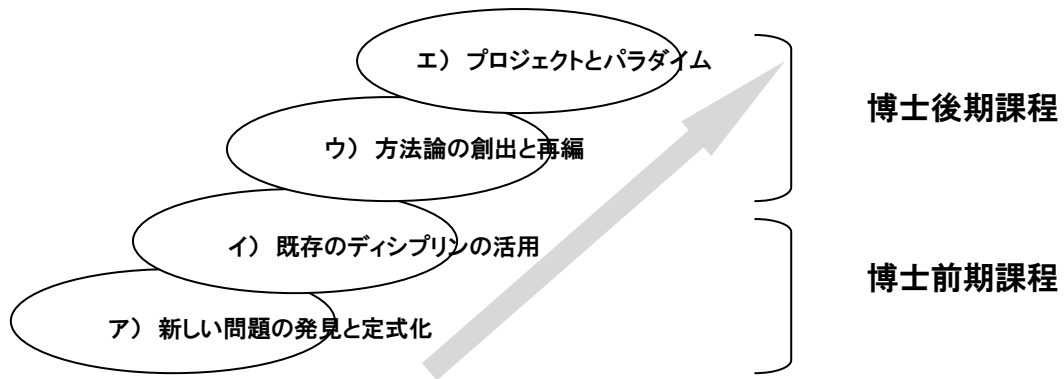 エ） プロジェクトとパラダイム
博士後期課程
ウ） 方法論の創出と再編
イ） 既存のディシプリンの活用
博士前期課程
ア） 新しい問題の発見と定式化